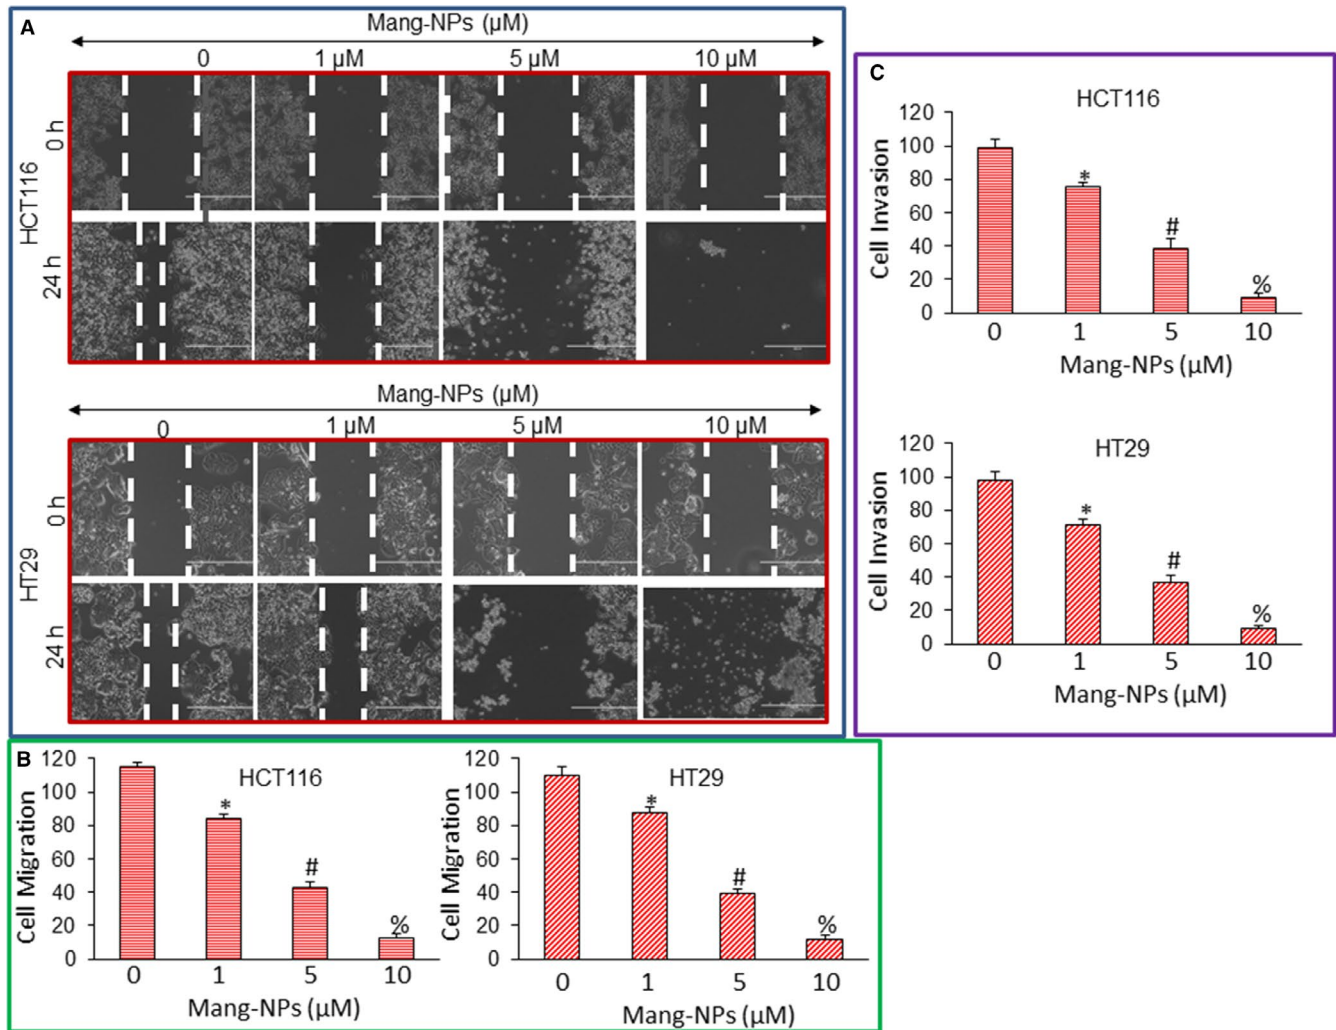 A
Mang-NPs (µM)
0 1 µM 5 µM 10 µM
HCT116
0 h
24 h
Mang-NPs (µM)
0 1 µM 5 µM 10 µM
HT29
0 h
24 h
B
HCT116
Cell Migration
120
100
80
60
40
20
0
*
#
%
0 1 5 10
Mang-NPs (µM)
HT29
Cell Migration
120
100
80
60
40
20
0
*
#
%
0 1 5 10
Mang-NPs (µM)
C
HCT116
Cell Invasion
120
100
80
60
40
20
0
*
#
%
0 1 5 10
Mang-NPs (µM)
HT29
Cell Invasion
120
100
80
60
40
20
0
*
#
%
0 1 5 10
Mang-NPs (µM)